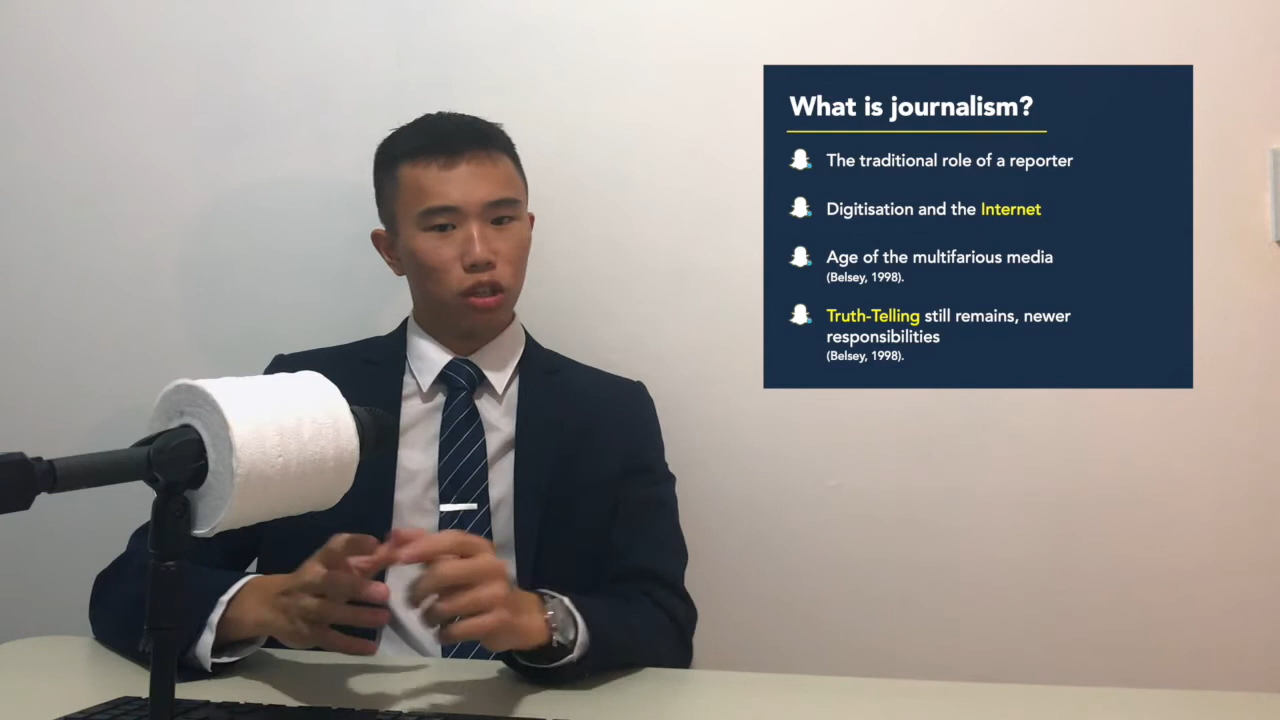 What is journalism?
The traditional role of a reporter
Digitisation and the Internet
Age of the multifarious media
(Belsey, 1998).
Truth-Telling still remains, newer
responsibilities
(Belsey, 1998).